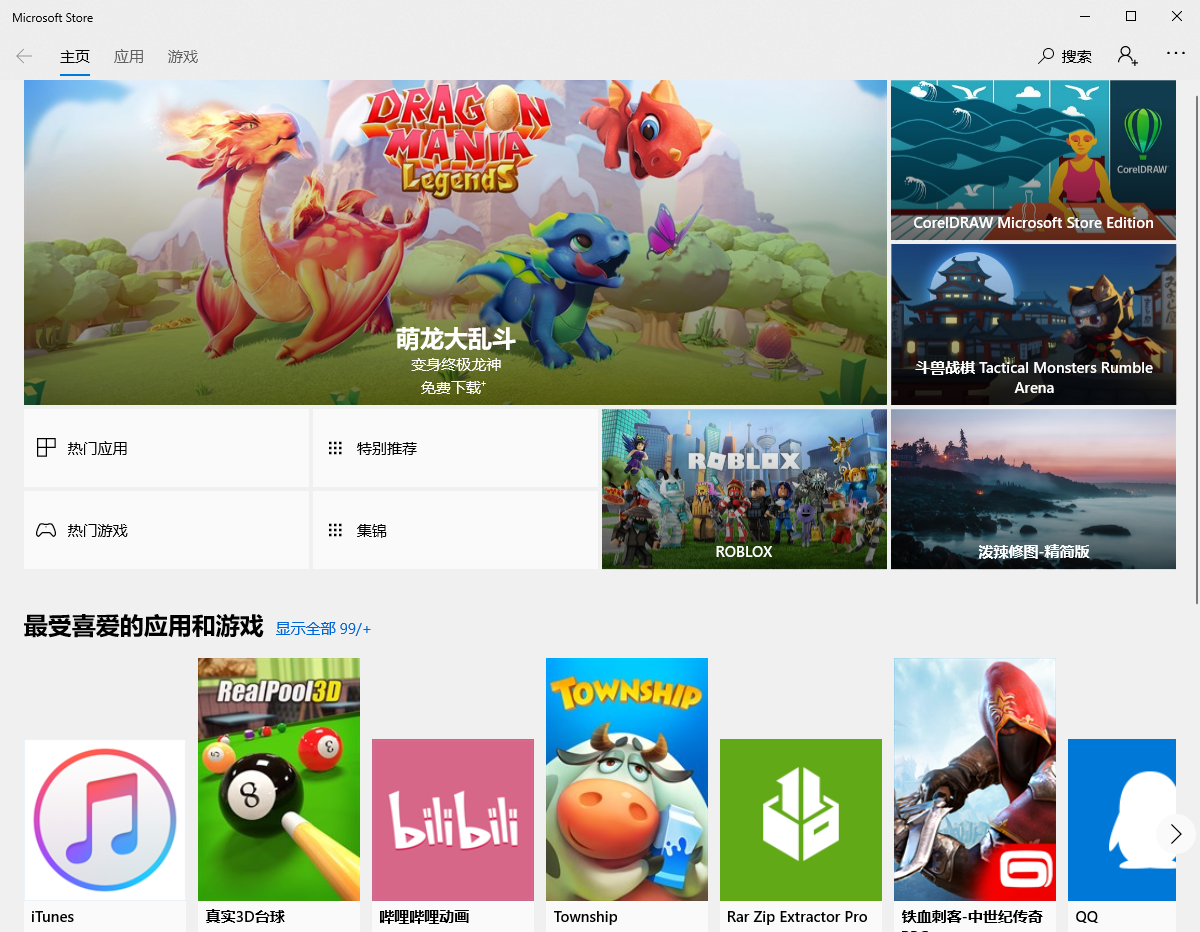 Microsoft Store
主页
应用
游戏
搜索
DRAGON
MANIA
Legends
萌龙大乱斗
变身终极龙神
免费下载+
CorelDRAW
CorelDRAW Microsoft Store Edition
斗兽战棋 Tactical Monsters Rumble
Arena
热门应用
特别推荐
热门游戏
集锦
ROBLOX
ROBLOX
泼辣修图-精简版
最受喜爱的应用和游戏
显示全部 99/+
RealPool3D
8
TOWNSHIP
bilibili
iTunes
真实3D台球
哔哩哔哩动画
Township
Rar Zip Extractor Pro
铁血刺客-中世纪传奇
QQ